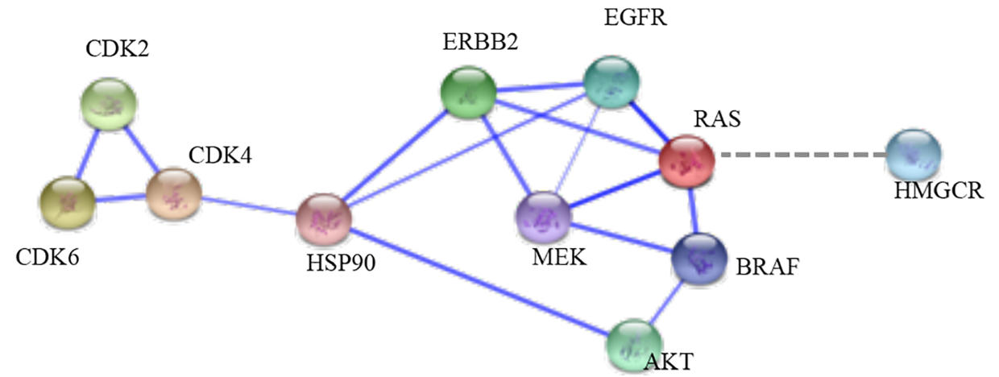 EGFR
ERBB2
CDK2
RAS
CDK4
HMGCR
CDK6
HSP90
MEK
BRAF
AKT